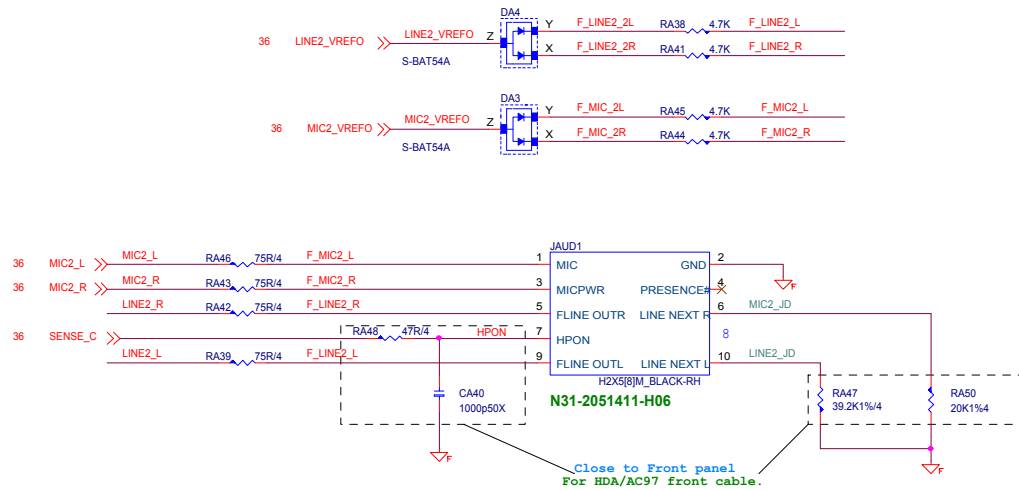 DA4
36 LINE2_VREFO LINE2_VREFO Z Y F_LINE2_2L RA38 4.7K F_LINE2_L
X F_LINE2_2R RA41 4.7K F_LINE2_R
S-BAT54A
DA3
36 MIC2_VREFO MIC2_VREFO Z Y F_MIC_2L RA45 4.7K F_MIC2_L
X F_MIC_2R RA44 4.7K F_MIC2_R
S-BAT54A
JAUD1
36 MIC2_L MIC2_L RA46 75R/4 F_MIC2_L 1 MIC GND 2
F
36 MIC2_R MIC2_R RA43 75R/4 F_MIC2_R 3 MICPWR PRESENCE# 4
LINE2_R RA42 75R/4 F_LINE2_R 5 FLINE OUTR LINE NEXT R 6 MIC2_JD
36 SENSE_C RA48 47R/4 HPON 7 HPON 8
LINE2_L RA39 75R/4 F_LINE2_L 9 FLINE OUTL LINE NEXT L 10 LINE2_JD
H2X5[8]M_BLACK-RH
N31-2051411-H06
CA40
1000p50X
RA47
39.2K1%/4
RA50
20K1%4
F
F
Close to Front panel
For HDA/AC97 front cable.